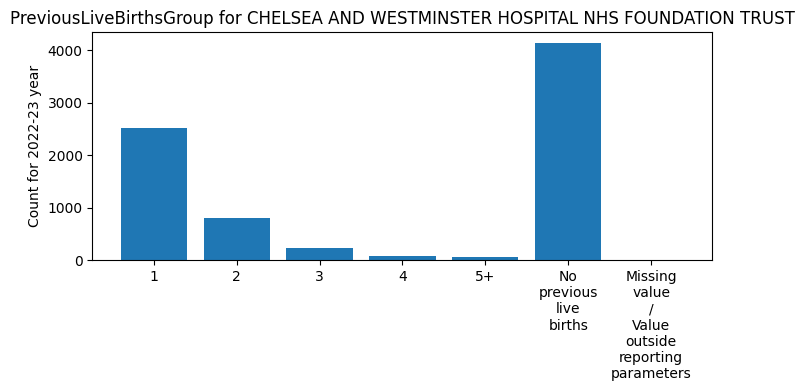 PreviousLiveBirthsGroup for CHELSEA AND WESTMINSTER HOSPITAL NHS FOUNDATION TRUST
Count for 2022-23 year
4000
3000
2000
1000
0
1 2 3 4 5+ No Missing
previous value
live /
births Value
outside
reporting
parameters